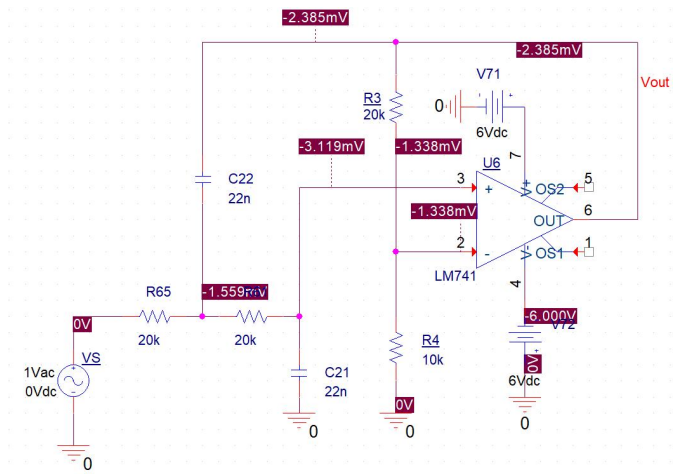 -2.385mV
-2.385mV
V71
Vout
R3
20k
0
-
+
6Vdc
-3.119mV
-1.338mV
U6
7
3
+
V+
OS2
5
C22
22n
-1.338mV
OUT
6
2
-
V-
OS1
1
LM741
4
R65
-1.559mV
20k
20k
0V
-6.000V
V72
VS
1Vac
0Vdc
+
-
C21
22n
R4
10k
0V
+
6Vdc
0V
0
0
0
0